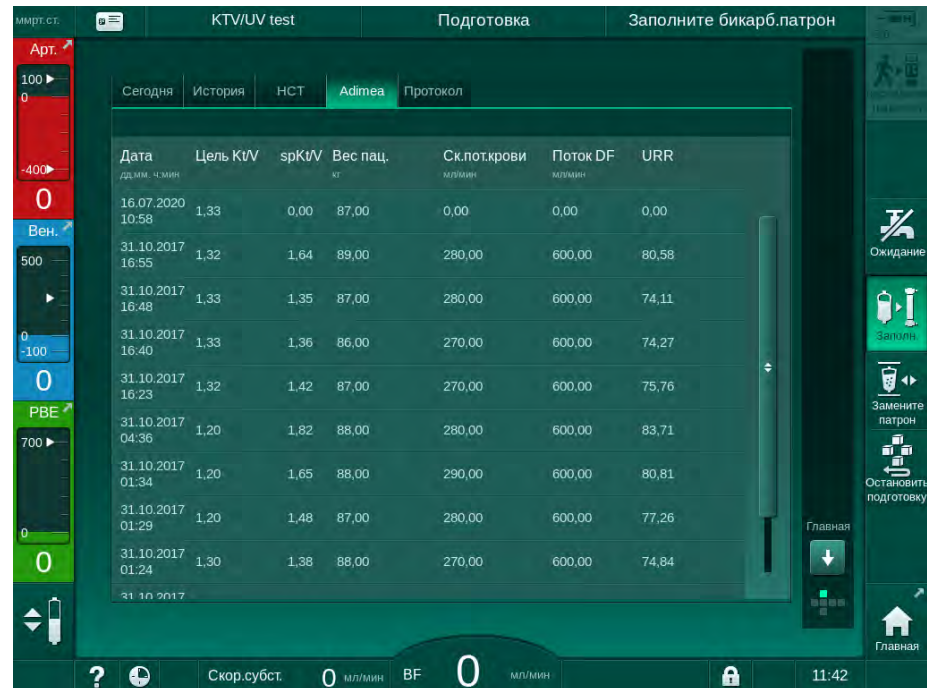 ммрт.ст. KTV/UV test Подготовка Заполните бикарб.патрон
Арт.
100
0
-400
0
Вен.
500
0
-100
0
PBE
700
0
0
Сегодня История НСТ Adimea Протокол
Дата Цель Kt/V spKt/V Вес пац. Ск.пот.крови Поток DF URR
дд.мм. ч:мин кг мл/мин мл/мин
16.07.2020 10:58 1,33 0,00 87,00 0,00 0,00 0,00
31.10.2017 16:55 1,32 1,64 89,00 280,00 600,00 80,58
31.10.2017 16:48 1,33 1,35 87,00 280,00 600,00 74,11
31.10.2017 16:40 1,33 1,36 86,00 270,00 600,00 74,27
31.10.2017 16:23 1,32 1,42 87,00 270,00 600,00 75,76
31.10.2017 04:36 1,20 1,82 88,00 280,00 600,00 83,71
31.10.2017 01:34 1,20 1,65 88,00 290,00 600,00 80,81
31.10.2017 01:29 1,20 1,48 87,00 280,00 600,00 77,26
31.10.2017 01:24 1,30 1,38 88,00 270,00 600,00 74,84
31.10.2017
Главная
Ожидание
Заполн.
Замените
патрон
Остановить
подготовку
Главная
? Скор.субст. 0 мл/мин BF 0 мл/мин 11:42